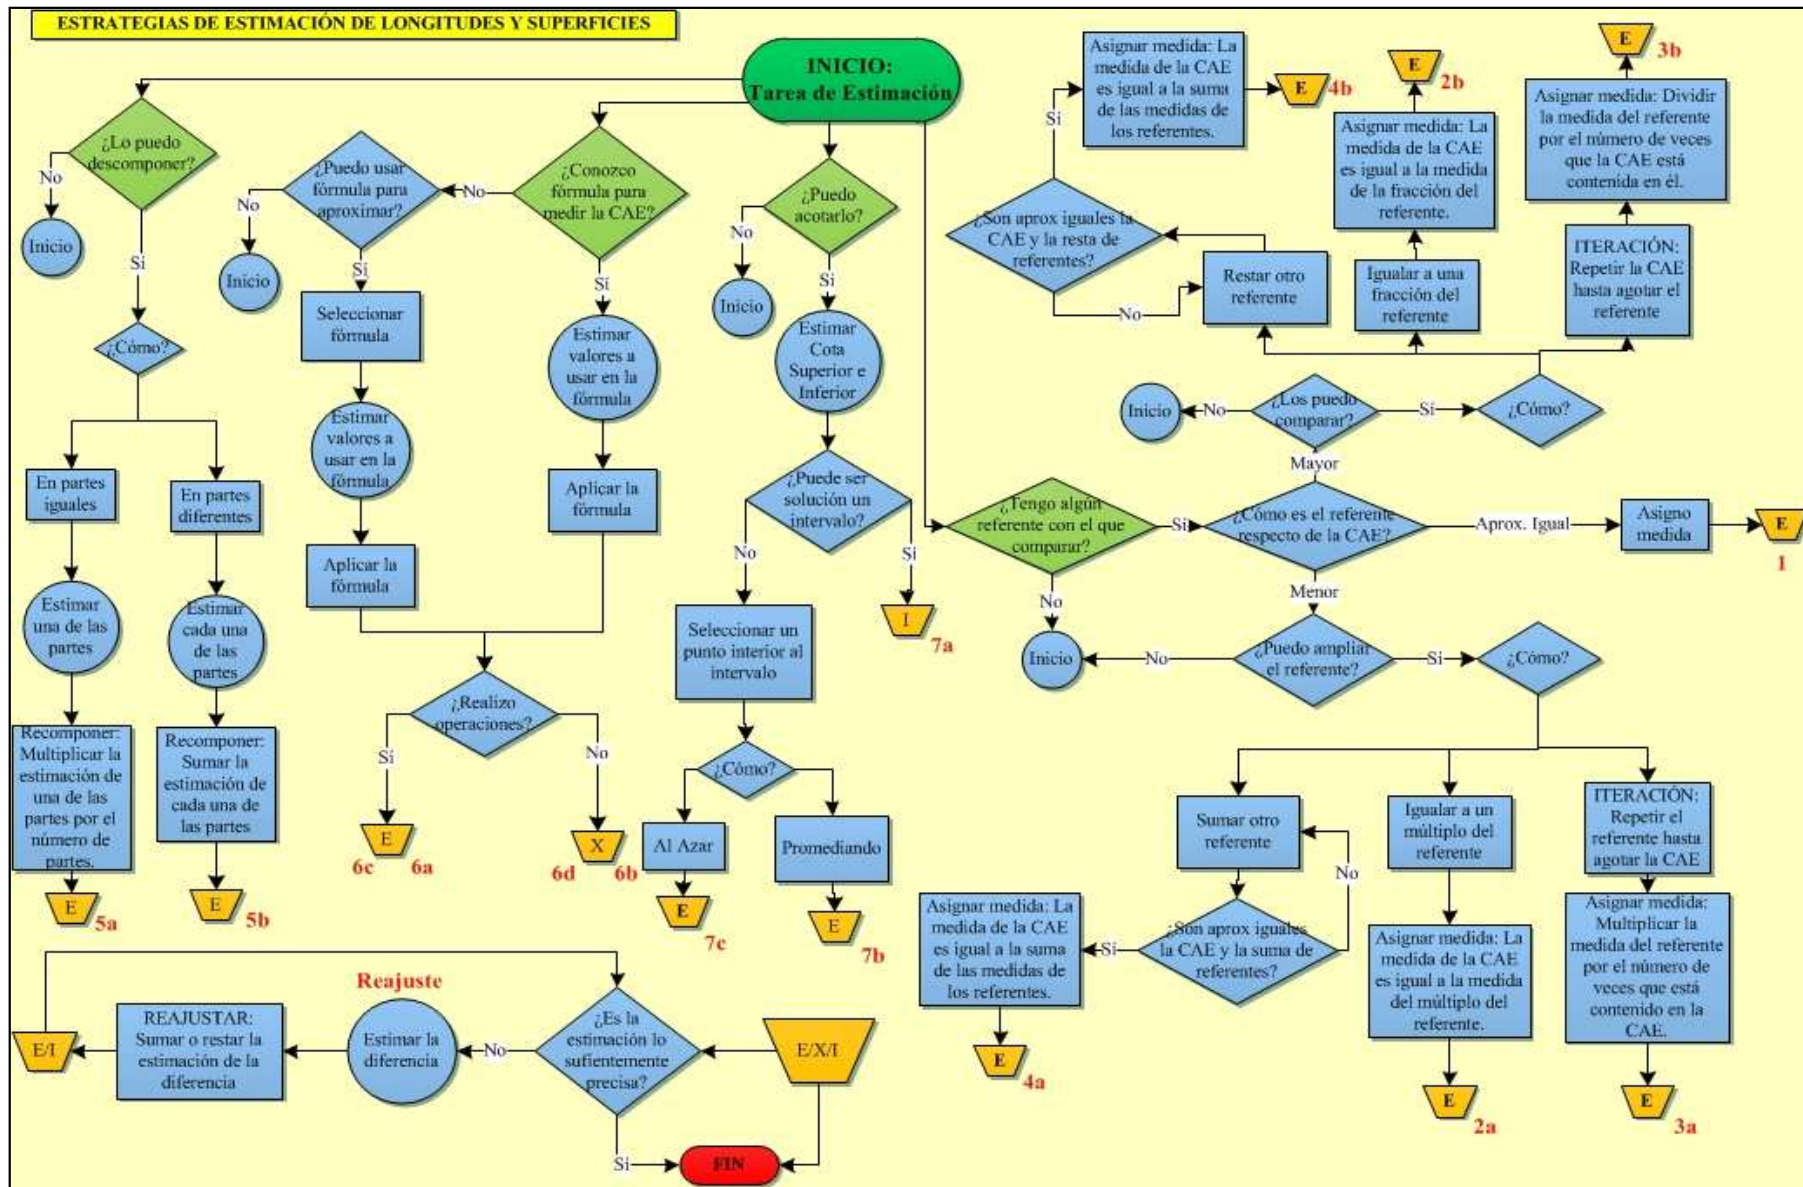 ESTRATEGIAS DE ESTIMACIÓN DE LONGITUDES Y SUPERFICIES
INICIO:
Tarea de Estimación
¿Lo puedo
descomponer?
No
Inicio
Sí
¿Cómo?
En partes
iguales
En partes
diferentes
Estimar
una de las
partes
Estimar
cada una
de las
partes
Recomponer:
Multiplicar la
estimación de
una de las
partes por el
número de
partes.
Recomponer:
Sumar la
estimación de
cada una de
las partes
E
5a
E
5b
¿Conozco
fórmula para
medir la CAE?
No
¿Puedo usar
fórmula para
aproximar?
No
Inicio
Sí
Seleccionar
fórmula
Estimar
valores a
usar en la
fórmula
Aplicar la
fórmula
Sí
Estimar
valores a
usar en la
fórmula
Aplicar la
fórmula
¿Realizo
operaciones?
Sí
No
E
6c
6a
X
6d
6b
¿Puedo
acotarlo?
No
Inicio
Sí
Estimar
Cota
Superior e
Inferior
¿Puede ser
solución un
intervalo?
No
Sí
I
7a
Seleccionar un
punto interior al
intervalo
¿Cómo?
Al Azar
Promediando
E
7c
E
7b
¿Tengo algún
referente con el que
comparar?
No
Inicio
Sí
¿Cómo es el referente
respecto de la CAE?
Aprox. Igual
Asigno
medida
E
1
Mayor
¿Los puedo
comparar?
No
Inicio
Sí
¿Cómo?
Restar otro
referente
¿Son aprox iguales la
CAE y la resta de
referentes?
No
Sí
Asignar medida: La
medida de la CAE
es igual a la suma
de las medidas de
los referentes.
E
4b
Igualar a una
fracción del
referente
Asignar medida: La
medida de la CAE
es igual a la medida
de la fracción del
referente.
E
2b
ITERACIÓN:
Repetir la CAE
hasta agotar el
referente
Asignar medida: Dividir
la medida del referente
por el número de veces
que la CAE está
contenida en él.
E
3b
Menor
¿Puedo ampliar
el referente?
No
Sí
¿Cómo?
Sumar otro
referente
No
¿Son aprox iguales
la CAE y la suma de
referentes?
Sí
Asignar medida: La
medida de la CAE
es igual a la suma
de las medidas de
los referentes.
E
4a
Igualar a un
múltiplo del
referente
Asignar medida: La
medida de la CAE
es igual a la medida
del múltiplo del
referente.
E
2a
ITERACIÓN:
Repetir el
referente hasta
agotar la CAE
Asignar medida:
Multiplicar la
medida del referente
por el número de
veces que está
contenido en la
CAE.
E
3a
E/X/I
¿Es la
estimación lo
sufientemente
precisa?
No
Reajuste
Estimar la
diferencia
REAJUSTAR:
Sumar o restar la
estimación de la
diferencia
E/I
Sí
FIN